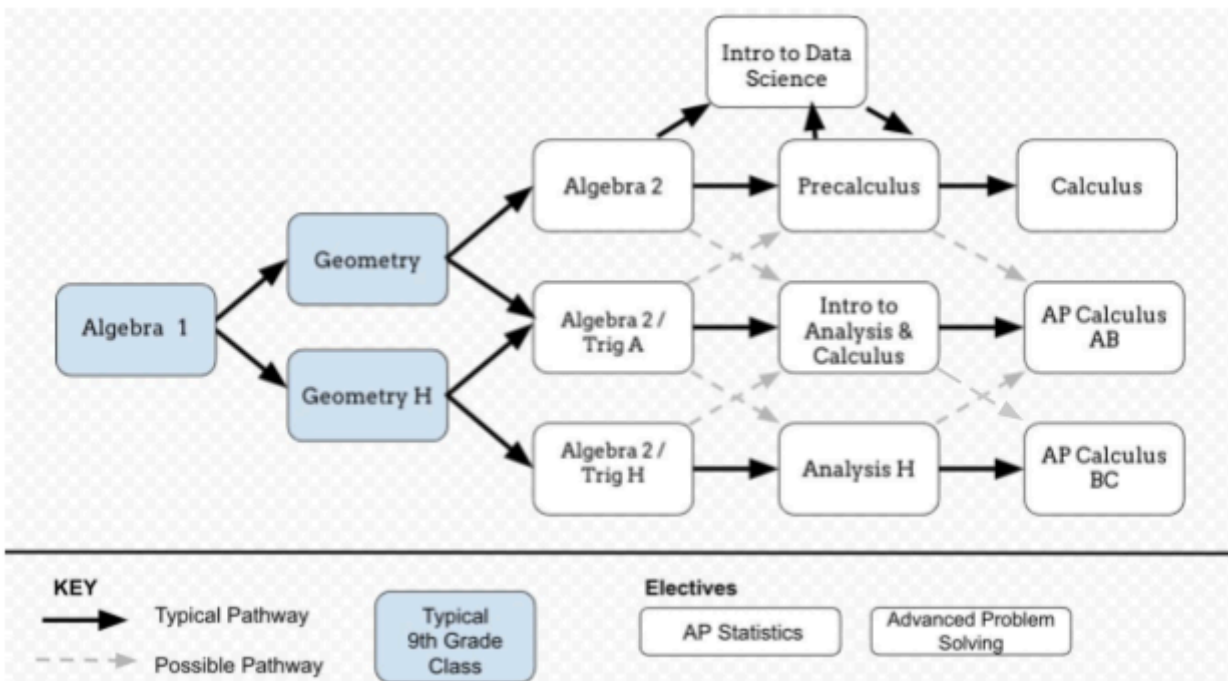 Intro to Data
Science
Algebra 2
Precalculus
Calculus
Geometry
Algebra 1
Algebra 2 /
Trig A
Intro to
Analysis &
Calculus
AP Calculus
AB
Geometry H
Algebra 2 /
Trig H
Analysis H
AP Calculus
BC
KEY
Typical Pathway
Possible Pathway
Typical
9th Grade
Class
Electives
AP Statistics
Advanced Problem
Solving